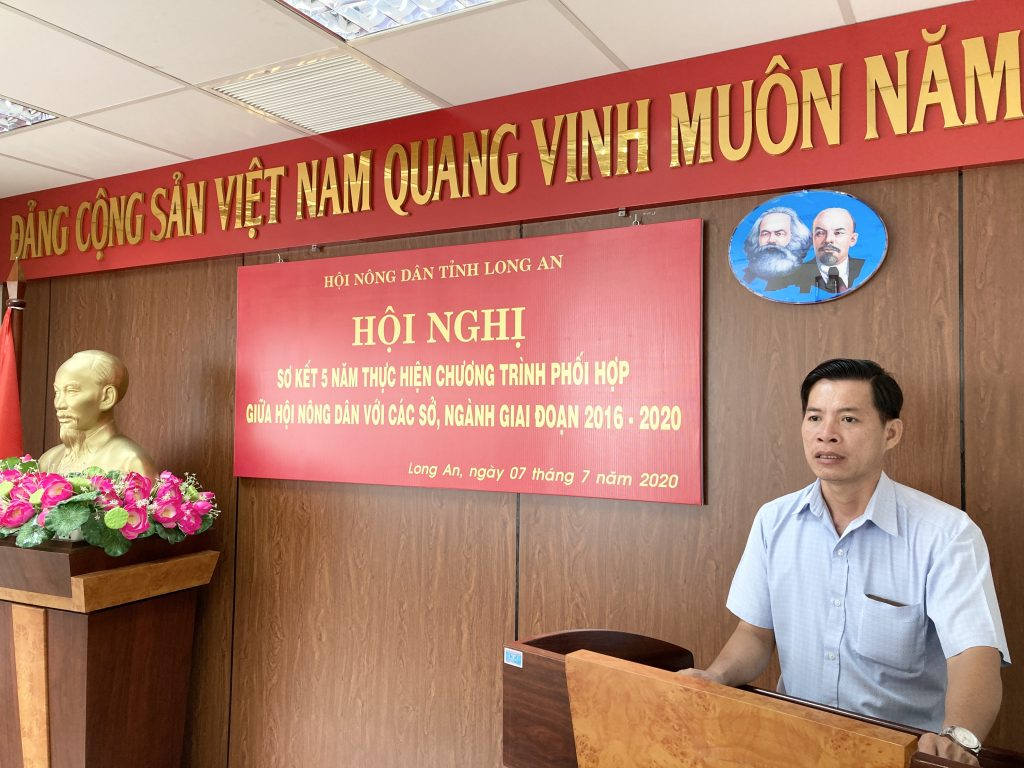 ĐẢNG CỘNG SẢN VIỆT NAM QUANG VINH MUÔN NĂM
HỘI NÔNG DÂN TỈNH LONG AN
HỘI NGHỊ
SƠ KẾT 5 NĂM THỰC HIỆN CHƯƠNG TRÌNH PHỐI HỢP
GIỮA HỘI NÔNG DÂN VỚI CÁC SỞ, NGÀNH GIAI ĐOẠN 2016 - 2020
Long An, ngày 07 tháng 7 năm 2020